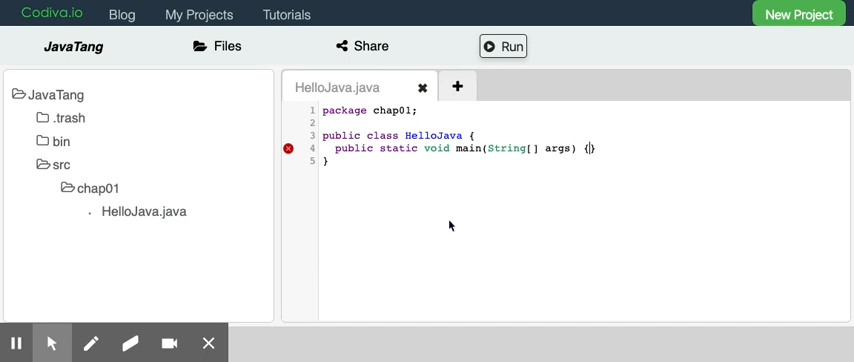 Codiva.io Blog My Projects Tutorials New Project
JavaTang Files Share Run
JavaTang
.trash
bin
src
chap01
HelloJava.java
HelloJava.java
1 package chap01;
2
3 public class HelloJava {
4 public static void main(String[] args) {}
5 }